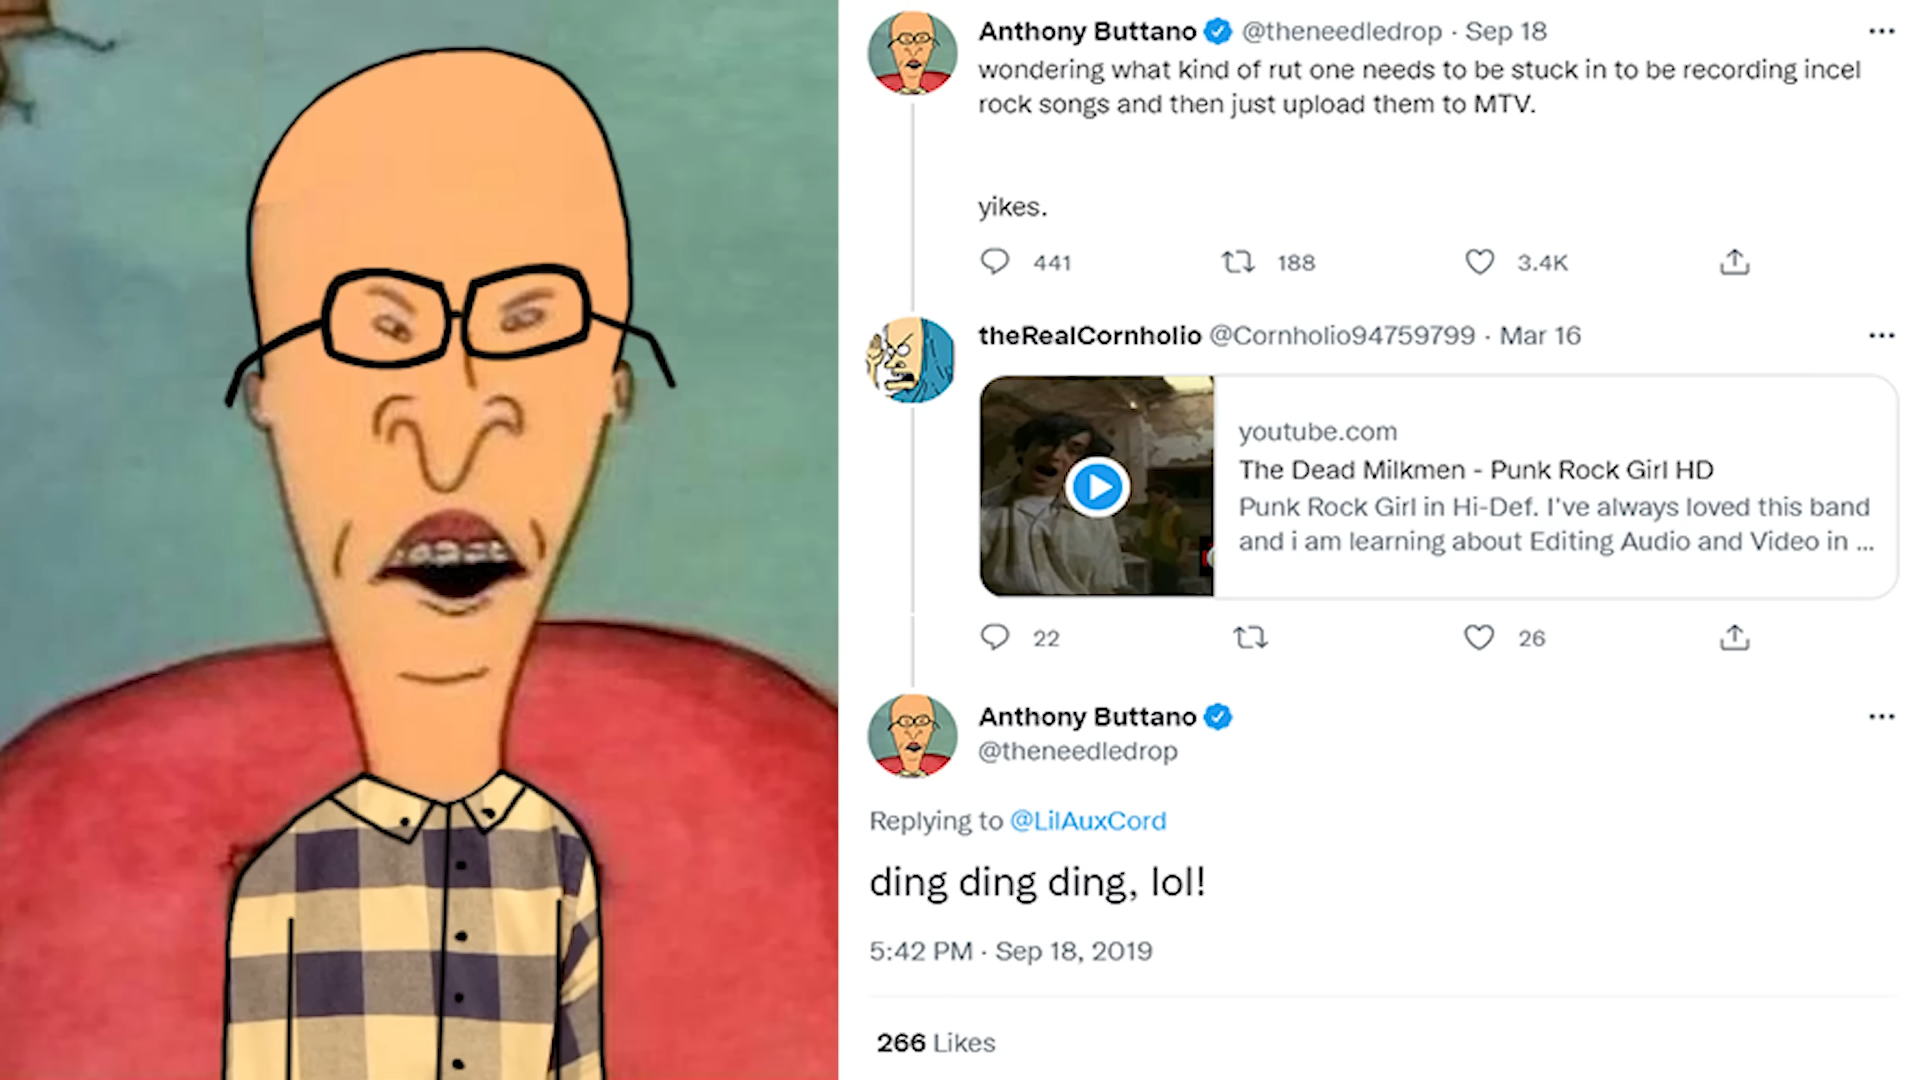 Anthony Buttano @theneedledrop · Sep 18
wondering what kind of rut one needs to be stuck in to be recording incel
rock songs and then just upload them to MTV.
yikes.
441 188 3.4K
theRealCornholio @Cornholio94759799 · Mar 16
youtube.com
The Dead Milkmen - Punk Rock Girl HD
Punk Rock Girl in Hi-Def. I've always loved this band
and i am learning about Editing Audio and Video in ...
22 26
Anthony Buttano
@theneedledrop
Replying to @LilAuxCord
ding ding ding, lol!
5:42 PM · Sep 18, 2019
266 Likes